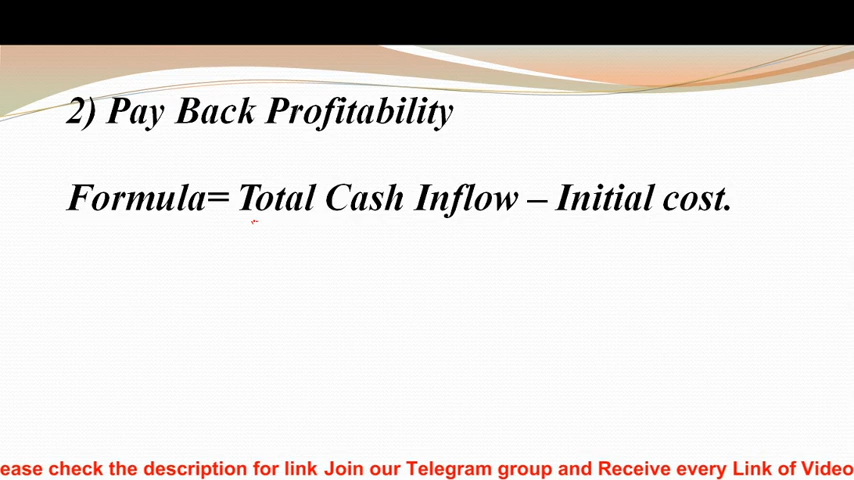 2) Pay Back Profitability
Formula= Total Cash Inflow – Initial cost.
ease check the description for link Join our Telegram group and Receive every Link of Video